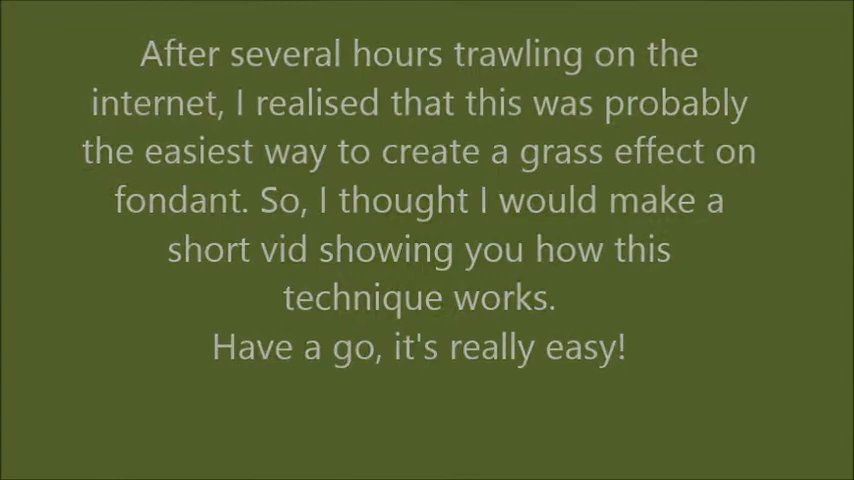 After several hours trawling on the
internet, I realised that this was probably
the easiest way to create a grass effect on
fondant. So, I thought I would make a
short vid showing you how this
technique works.
Have a go, it's really easy!